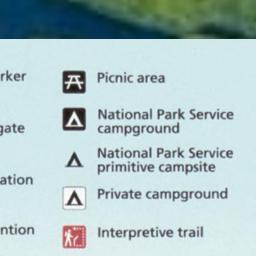 rker
Picnic area
National Park Service
campground
gate
National Park Service
primitive campsite
ation
Private campground
ntion
Interpretive trail